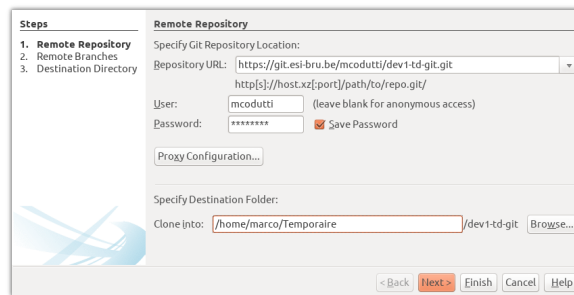 Steps
1. Remote Repository
2. Remote Branches
3. Destination Directory
Remote Repository
Specify Git Repository Location:
Repository URL: https://git.esi-bru.be/mcodutti/dev1-td-git.git
http[s]://host.xz[:port]/path/to/repo.git/
User: mcodutti (leave blank for anonymous access)
Password: ******** Save Password
Proxy Configuration...
Specify Destination Folder:
Clone into: /home/marco/Temporaire /dev1-td-git Browse...
< Back Next > Finish Cancel Help